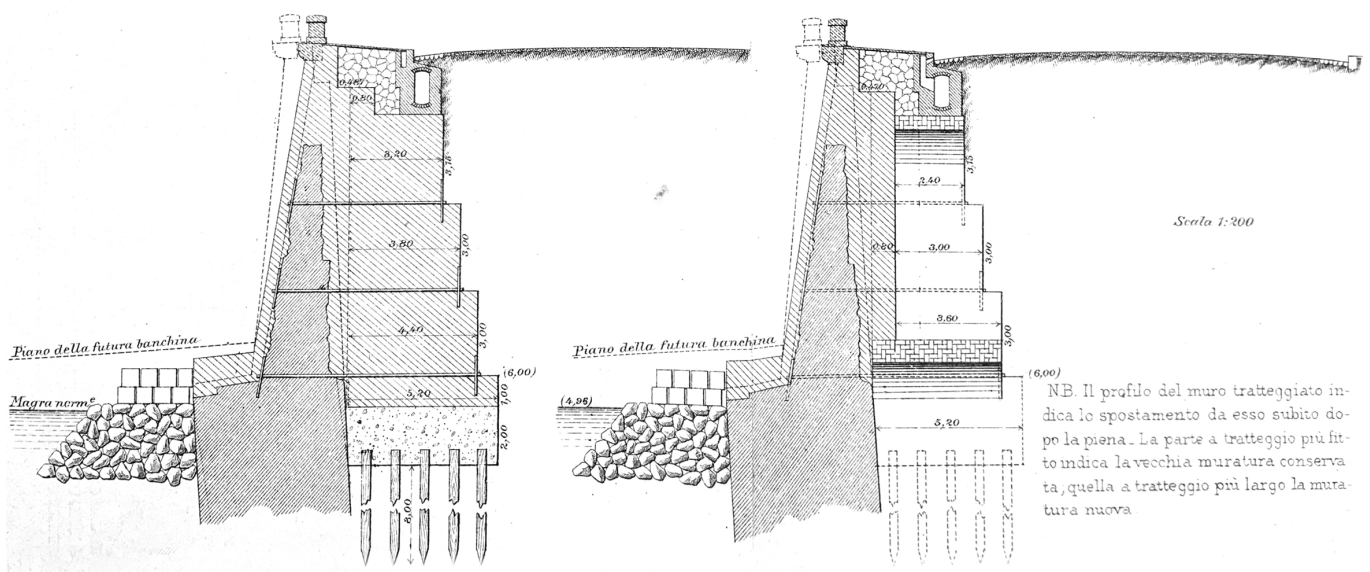 0,487
0,80
3,20
3,15
3,80
3,00
4,40
3,00
Piano della futura banchina
(6,00)
5,20
1,00
Magra norm.e
2,00
8,00
0,470
3,15
2,40
0,80
3,00
3,00
3,60
3,00
Piano della futura banchina
(6,00)
(4,96)
5,20
Scala 1:200
N.B. Il profilo del muro tratteggiato in-
dica lo spostamento da esso subito do-
po la piena. La parte a tratteggio più fit-
to indica la vecchia muratura conserva
ta, quella a tratteggio più largo la mura-
tura nuova